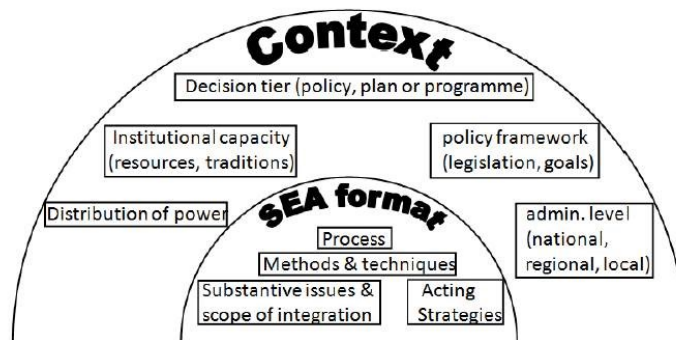 Context
Decision tier (policy, plan or programme)
Institutional capacity
(resources, traditions)
policy framework
(legislation, goals)
Distribution of power
admin. level
(national,
regional, local)
SEA format
Process
Methods & techniques
Substantive issues &
scope of integration
Acting
Strategies